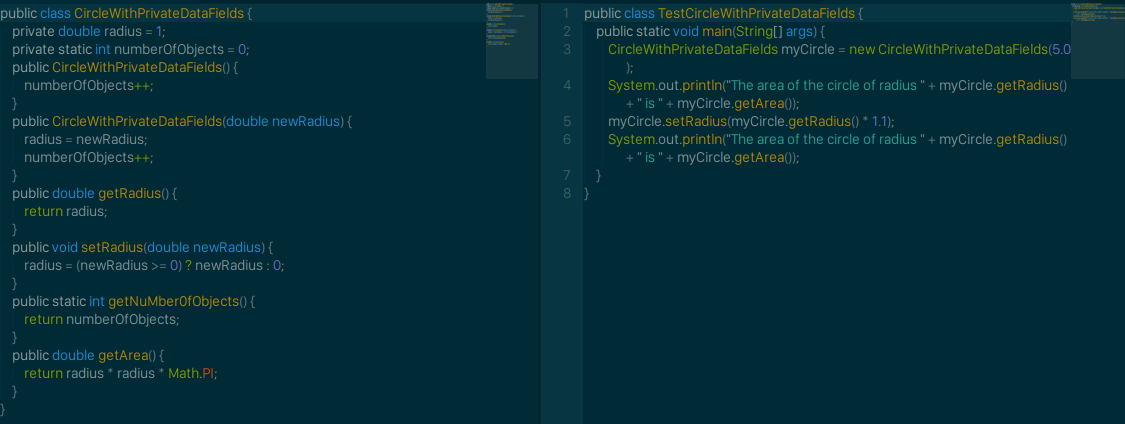 public class CircleWithPrivateDataFields {
private double radius = 1;
private static int numberOfObjects = 0;
public CircleWithPrivateDataFields() {
numberOfObjects++;
}
public CircleWithPrivateDataFields(double newRadius) {
radius = newRadius;
numberOfObjects++;
}
public double getRadius() {
return radius;
}
public void setRadius(double newRadius) {
radius = (newRadius >= 0) ? newRadius : 0;
}
public static int getNuMber0fObjects() {
return numberOfObjects;
}
public double getArea() {
return radius * radius * Math.PI;
}
}
1 public class TestCircleWithPrivateDataFields {
2 public static void main(String[] args) {
3 CircleWithPrivateDataFields myCircle = new CircleWithPrivateDataFields(5.0
);
4 System.out.println("The area of the circle of radius " + myCircle.getRadius()
+ " is " + myCircle.getArea());
5 myCircle.setRadius(myCircle.getRadius() * 1.1);
6 System.out.println("The area of the circle of radius " + myCircle.getRadius()
+ " is " + myCircle.getArea());
7 }
8 }